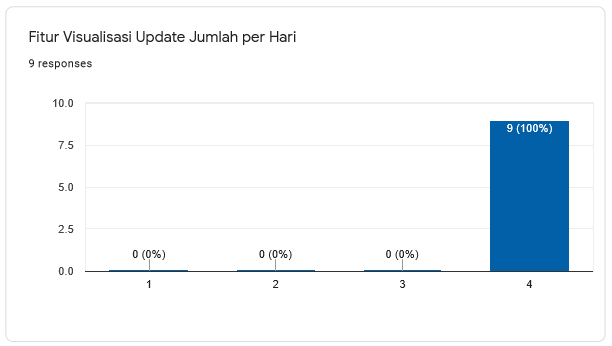 Fitur Visualisasi Update Jumlah per Hari
9 responses
10.0
9 (100%)
7.5
5.0
2.5
0 (0%) 0 (0%) 0 (0%)
0.0
1 2 3 4